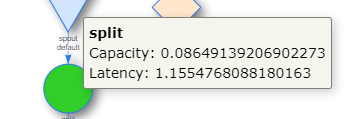 split
Capacity: 0.08649139206902273
Latency: 1.1554768088180163
spout
default